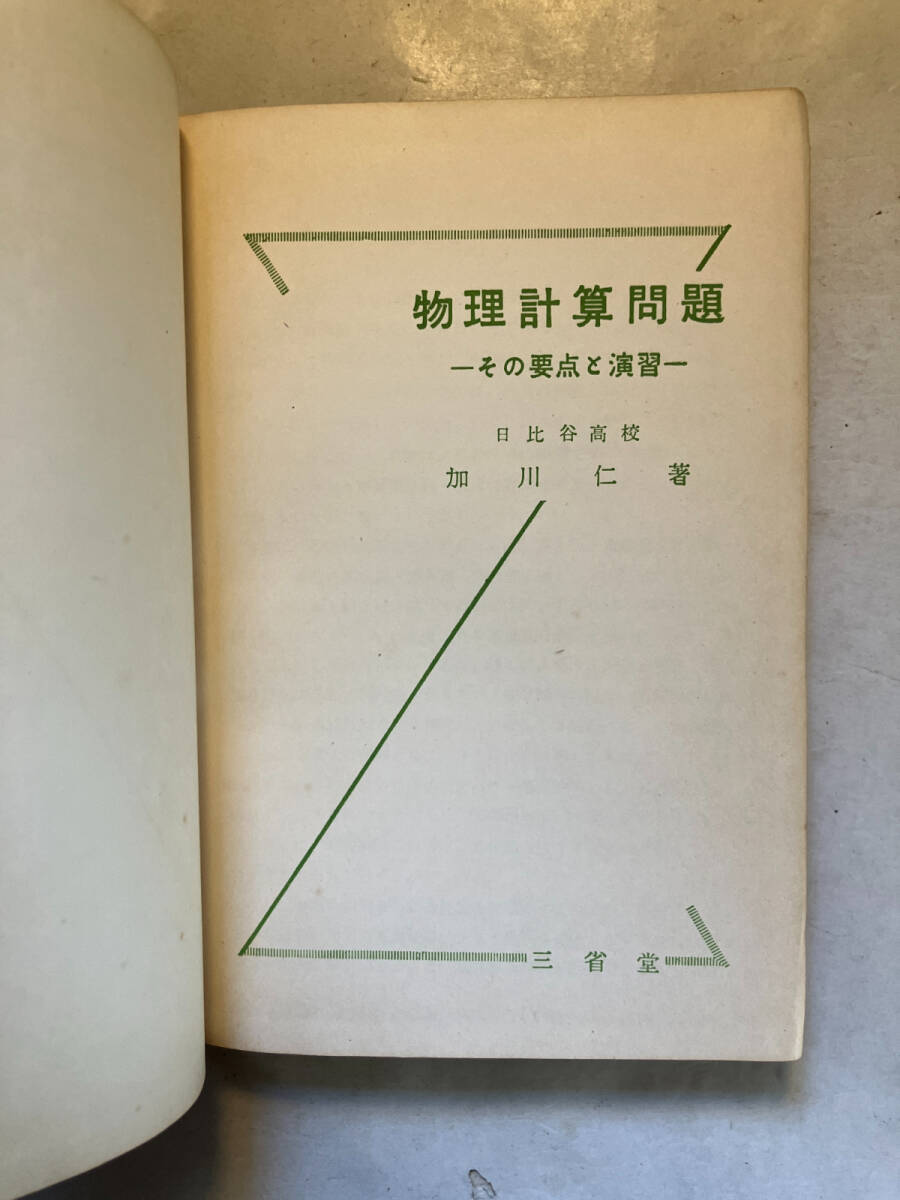 物理計算問題
―その要点と演習―
日比谷高校
加川仁著
三省堂